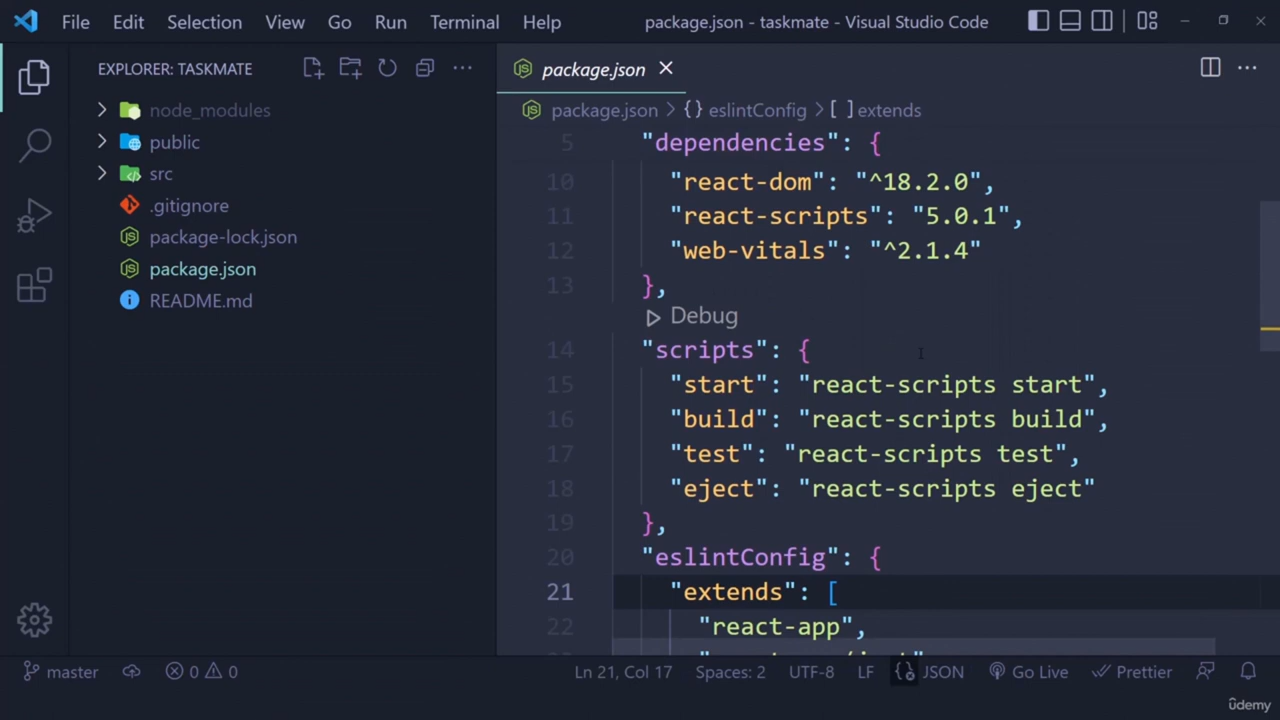 File Edit Selection View Go Run Terminal Help package.json - taskmate - Visual Studio Code
EXPLORER: TASKMATE
node_modules
public
src
.gitignore
package-lock.json
package.json
README.md
package.json
package.json > {} eslintConfig > [ ] extends
5 "dependencies": {
10 "react-dom": "^18.2.0",
11 "react-scripts": "5.0.1",
12 "web-vitals": "^2.1.4"
13 },
Debug
14 "scripts": {
15 "start": "react-scripts start",
16 "build": "react-scripts build",
17 "test": "react-scripts test",
18 "eject": "react-scripts eject"
19 },
20 "eslintConfig": {
21 "extends": [
22 "react-app",
master 0 0 Ln 21, Col 17 Spaces: 2 UTF-8 LF {} JSON Go Live Prettier
udemy